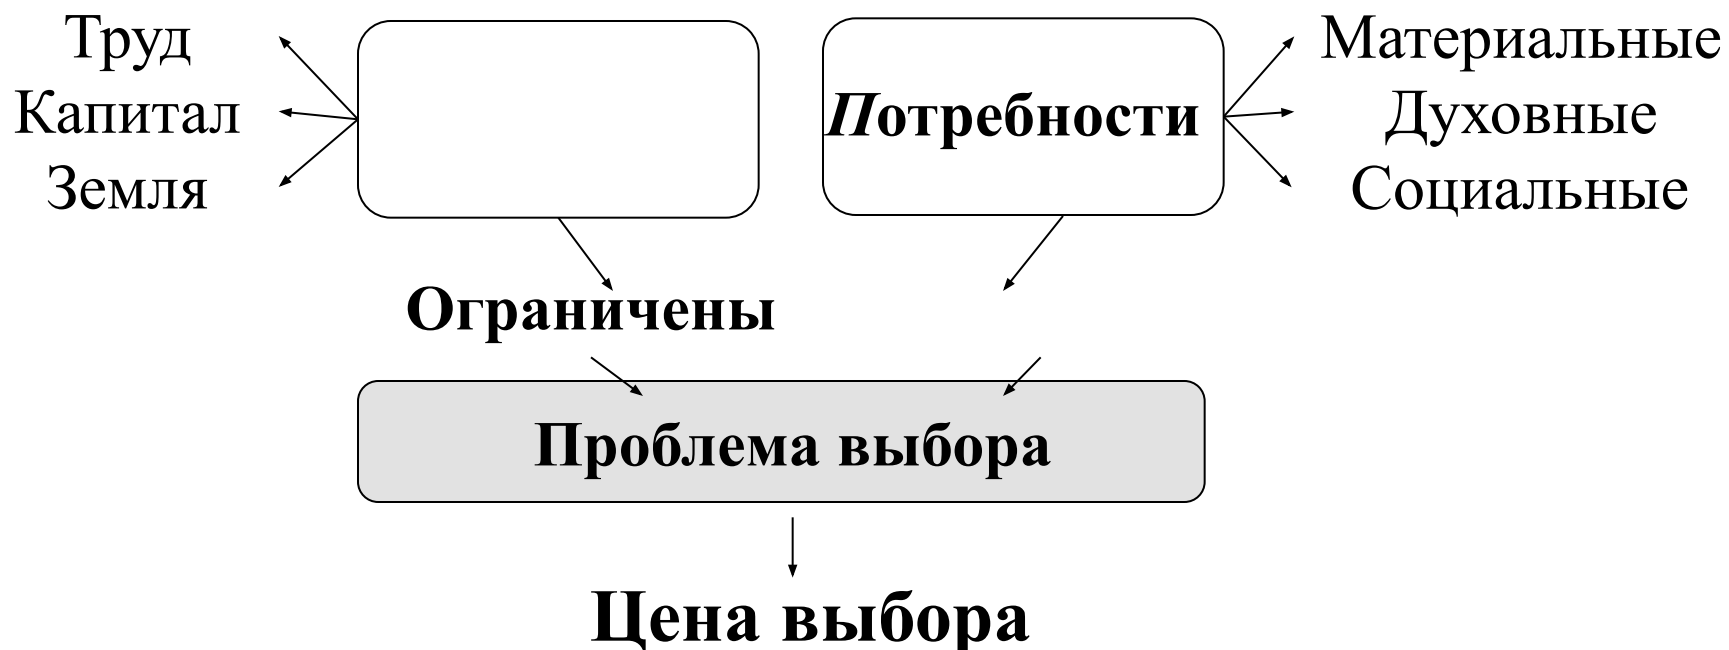 Труд
Капитал
Земля
Потребности
Материальные
Духовные
Социальные
Ограничены
Проблема выбора
Цена выбора